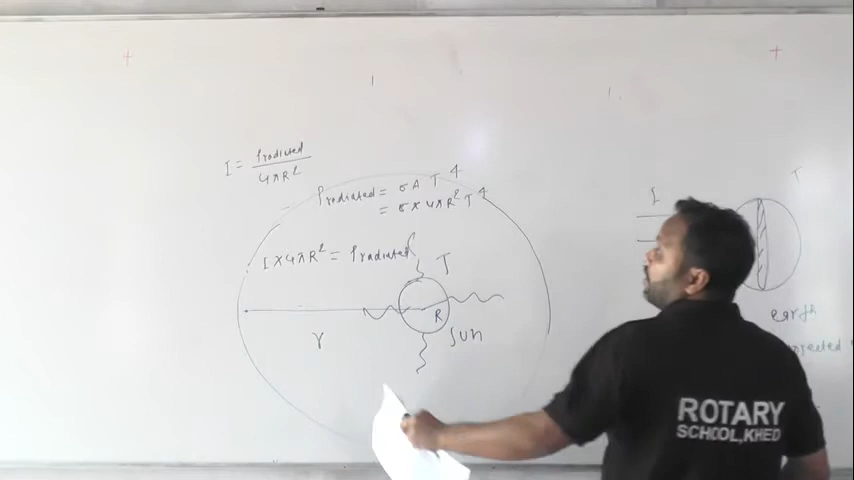 I = Pradiated / 4πR²
Pradiated = σ A T⁴
= σ × 4πR² T⁴
I × 4πR² = Pradiated
T
R
r
Sun
I
T
earth
ROTARY
SCHOOL,KHED